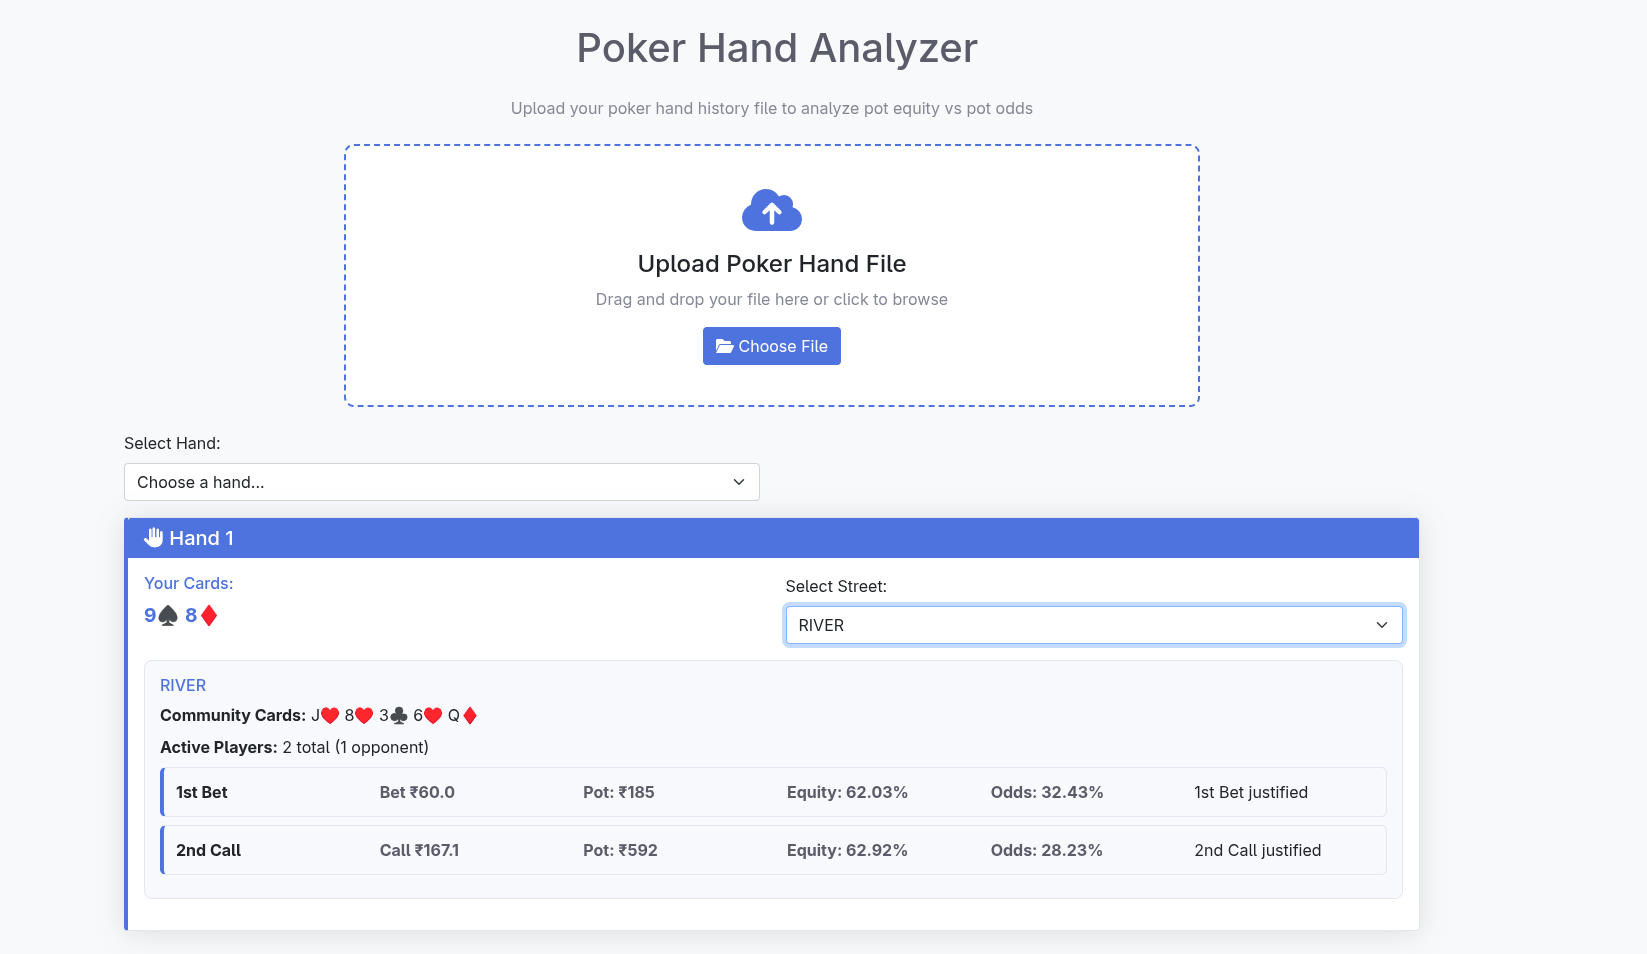 Poker Hand Analyzer
Upload your poker hand history file to analyze pot equity vs pot odds
Upload Poker Hand File
Drag and drop your file here or click to browse
Choose File
Select Hand:
Choose a hand...
Hand 1
Your Cards:
9♠ 8♦
Select Street:
RIVER
RIVER
Community Cards: J♥ 8♥ 3♣ 6♥ Q♦
Active Players: 2 total (1 opponent)
1st Bet Bet ₹60.0 Pot: ₹185 Equity: 62.03% Odds: 32.43% 1st Bet justified
2nd Call Call ₹167.1 Pot: ₹592 Equity: 62.92% Odds: 28.23% 2nd Call justified